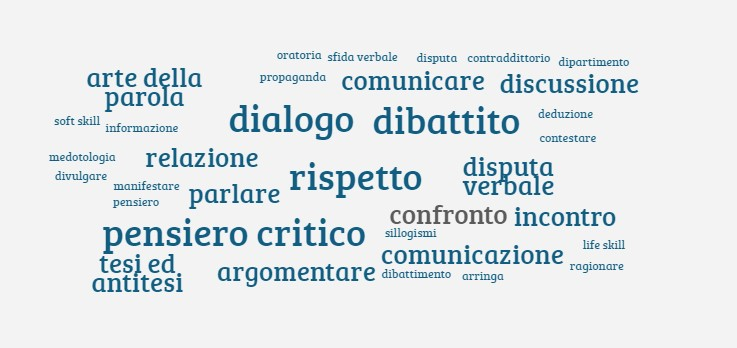 oratoria sfida verbale disputa contraddittorio dipartimento
arte della
parola
propaganda comunicare discussione
soft skill informazione dialogo dibattito deduzione
contestare
medotologia relazione
divulgare
manifestare
pensiero
parlare rispetto disputa
verbale
confronto incontro
pensiero critico sillogismi
tesi ed
antitesi
argomentare comunicazione life skill
dibattimento arringa ragionare